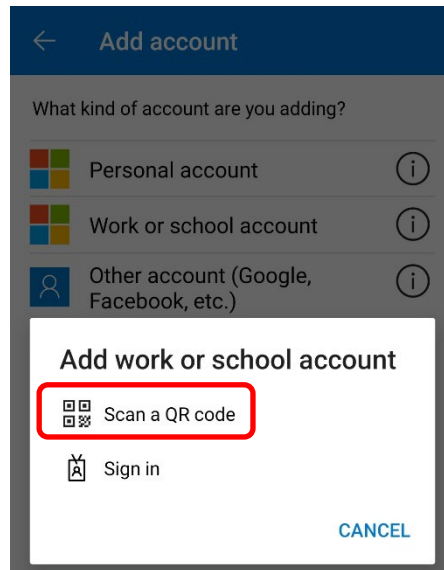 Add account
What kind of account are you adding?
Personal account
Work or school account
Other account (Google,
Facebook, etc.)
Add work or school account
Scan a QR code
Sign in
CANCEL